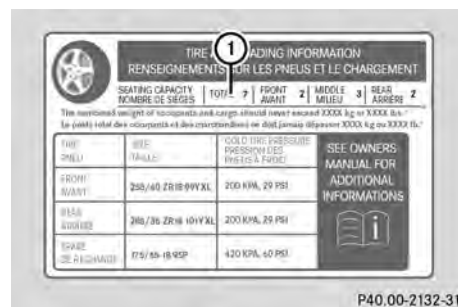 1
TIRE AND LOADING INFORMATION
RENSEIGNEMENTS SUR LES PNEUS ET LE CHARGEMENT
SEATING CAPACITY TOTAL 7 FRONT 2 MIDDLE 3 REAR 2
NOMBRE DE SIÈGES AVANT MILIEU ARRIÈRE
The combined weight of occupants and cargo should never exceed XXXX kg or XXXX lbs.
Le poids total des occupants et des marchandises ne doit jamais dépasser XXXX kg ou XXXX lb.
TIRE SIZE COLD TIRE PRESSURE
PNEU TAILLE PRESSION DES
PNEUS À FROID
SEE OWNERS
MANUAL FOR
ADDITIONAL
INFORMATIONS
FRONT
AVANT 255/40 ZR18 99Y XL 200 KPA, 29 PSI
REAR
ARRIÈRE 265/35 ZR18 101Y XL 200 KPA, 29 PSI
SPARE
DE RECHANGE 175/55-18 95P 420 KPA, 60 PSI
i
P40.00-2132-31